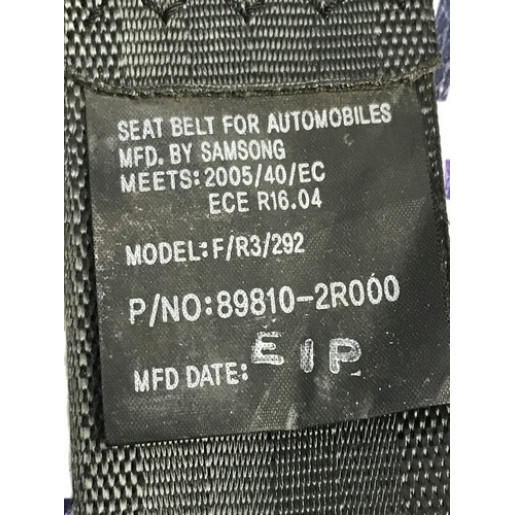 SEAT BELT FOR AUTOMOBILES
MFD. BY SAMSONG
MEETS: 2005/40/EC
ECE R16.04
MODEL: F/R3/292
P/NO: 89810-2R000
MFD DATE: E1P